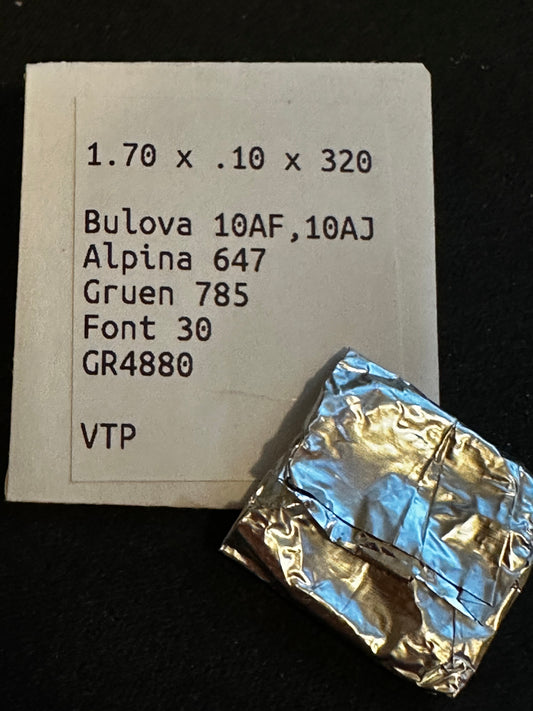 1.70 x .10 x 320
Bulova 10AF,10AJ
Alpina 647
Gruen 785
Font 30
GR4880
VTP